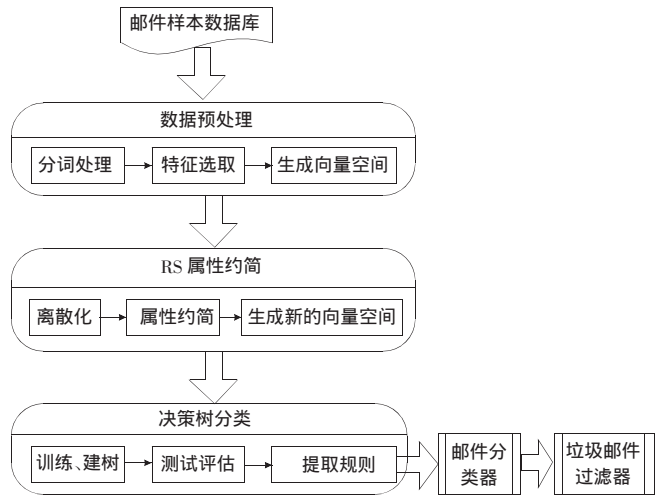 邮件样本数据库
数据预处理
分词处理
特征选取
生成向量空间
RS 属性约简
离散化
属性约简
生成新的向量空间
决策树分类
训练、建树
测试评估
提取规则
邮件分
类器
垃圾邮件
过滤器